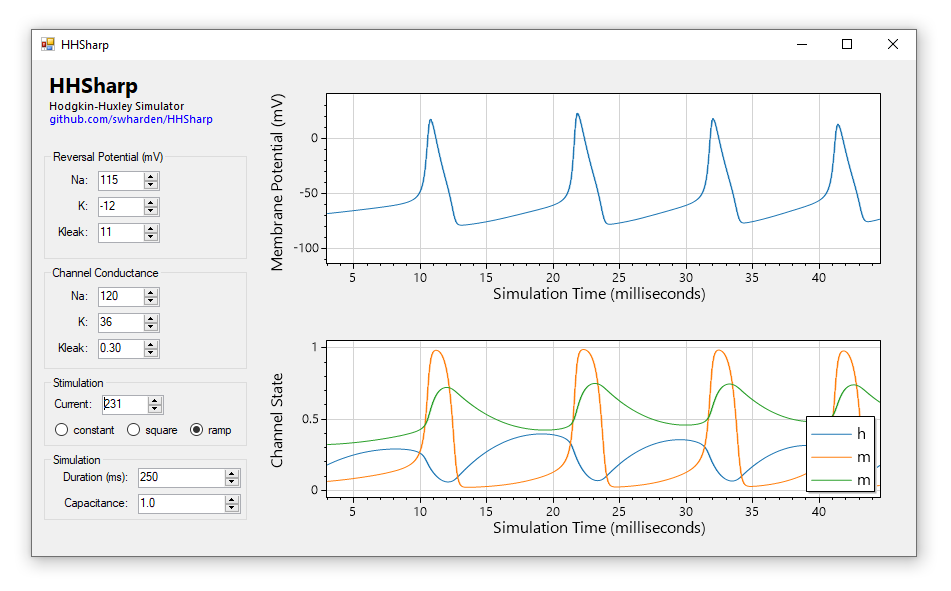 HHSharp
HHSharp
Hodgkin-Huxley Simulator
github.com/swharden/HHSharp
Reversal Potential (mV)
Na: 115
K: -12
Kleak: 11
Channel Conductance
Na: 120
K: 36
Kleak: 0.30
Stimulation
Current: 231
constant square ramp
Simulation
Duration (ms): 250
Capacitance: 1.0
Membrane Potential (mV)
0
-50
-100
5 10 15 20 25 30 35 40
Simulation Time (milliseconds)
Channel State
1
0.5
0
h
m
m
5 10 15 20 25 30 35 40
Simulation Time (milliseconds)